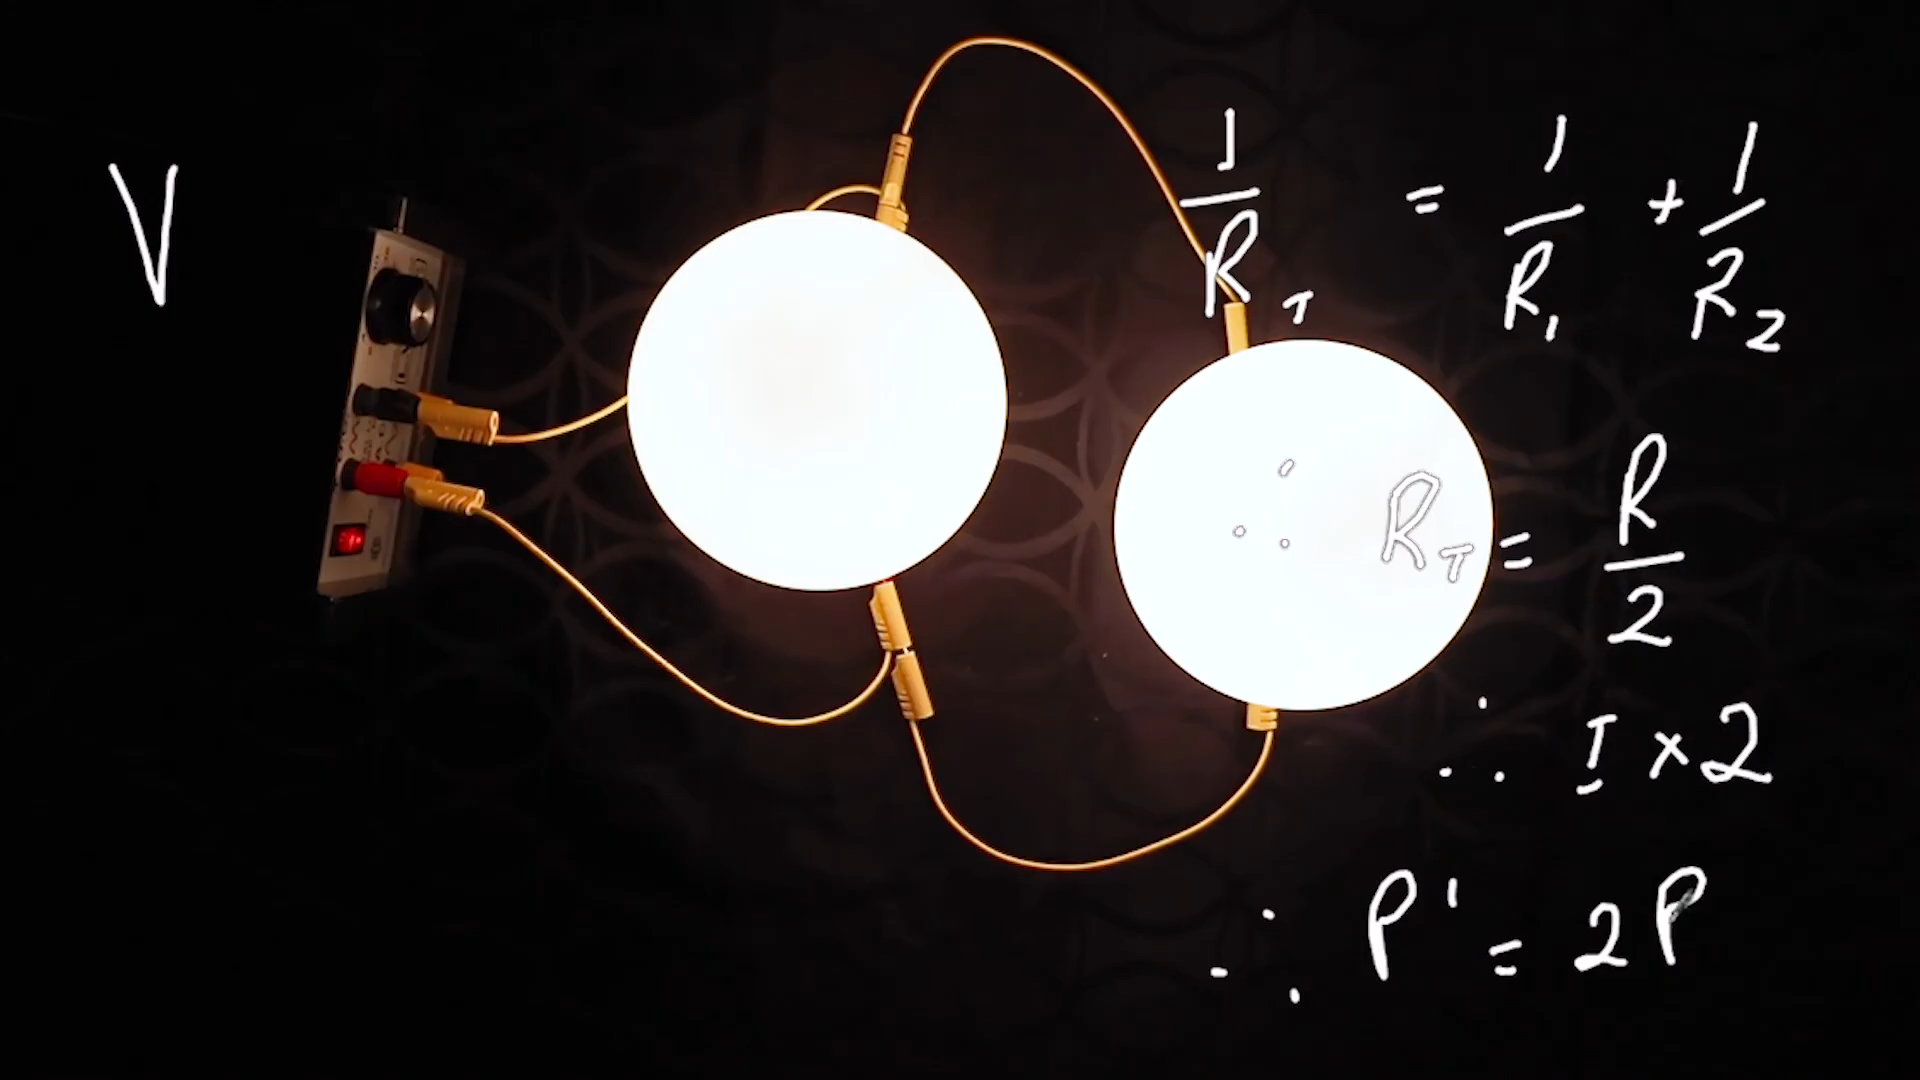 V
1/R_T = 1/R_1 + 1/R_2
∴ R_T = R/2
∴ I × 2
∴ P' = 2P